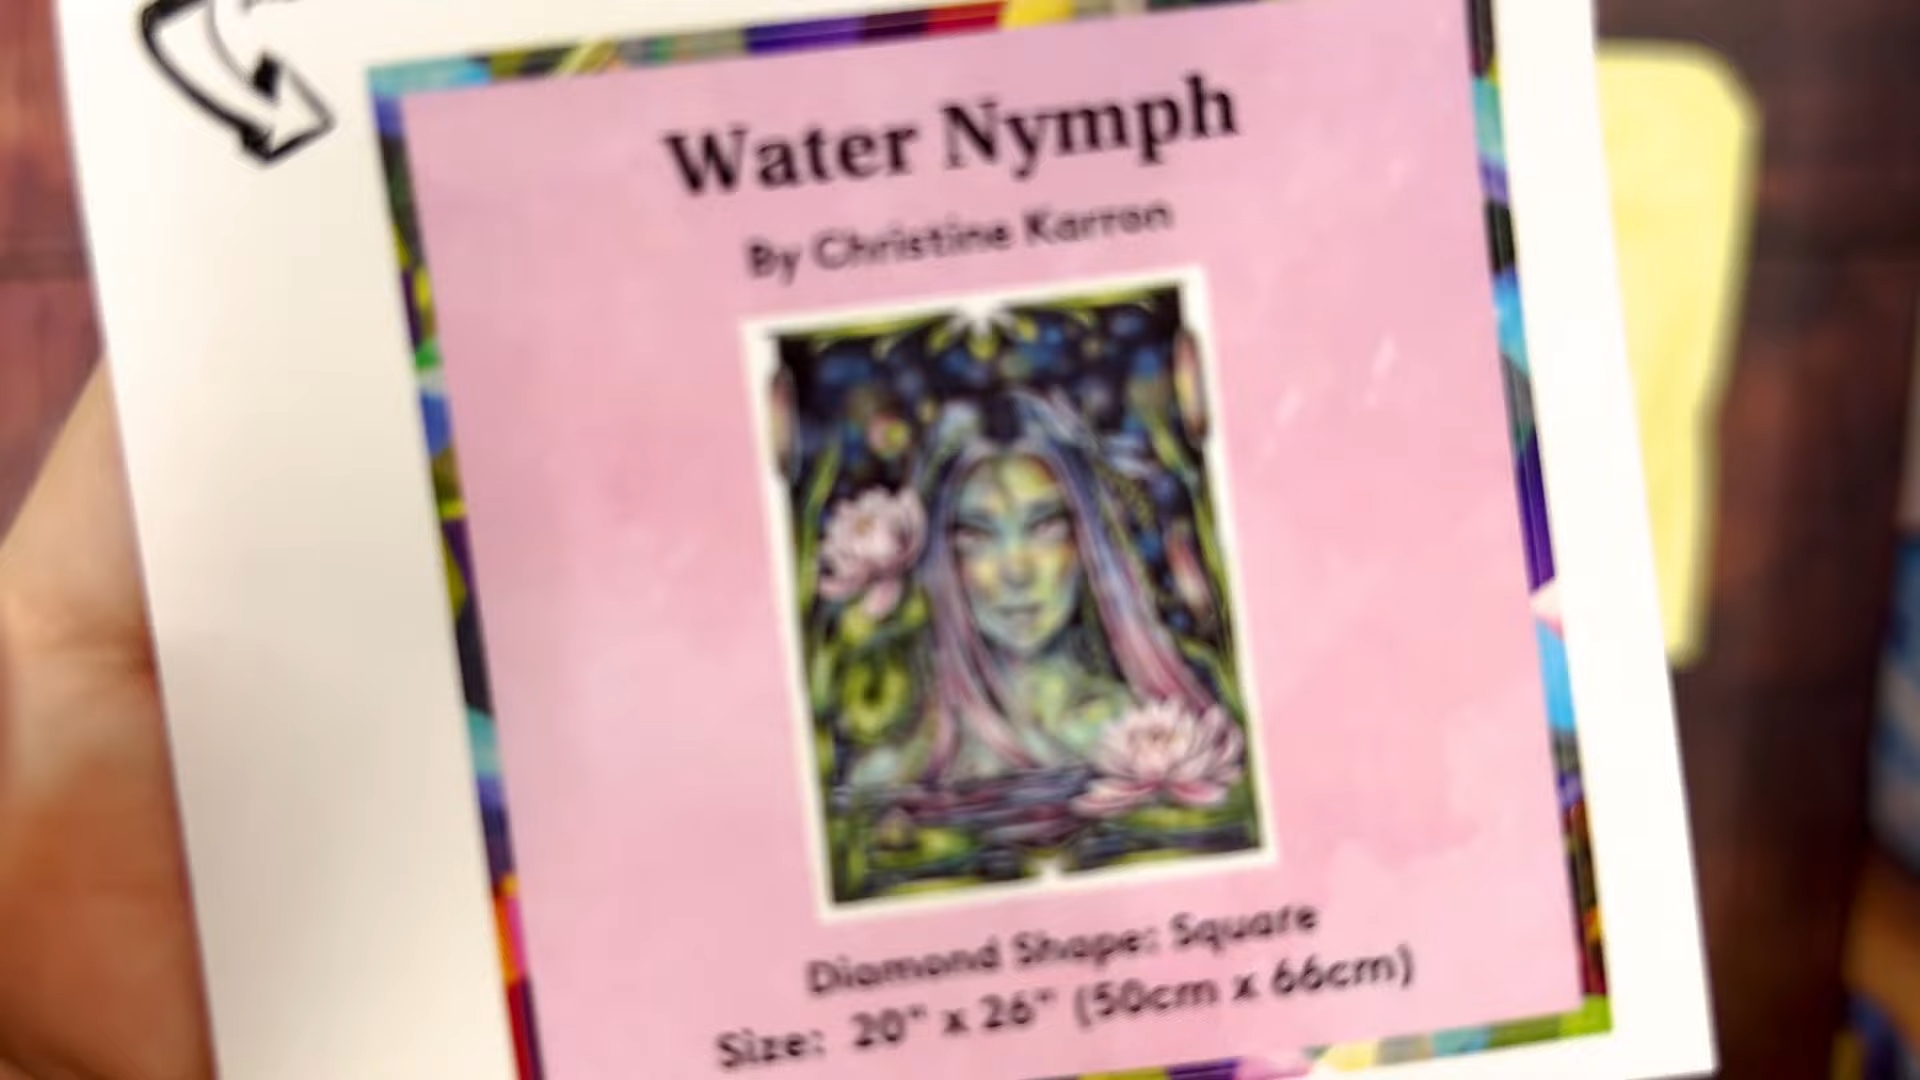 Water Nymph
By Christine Karron
Diamond Shape: Square
Size: 20" x 26" (50cm x 66cm)